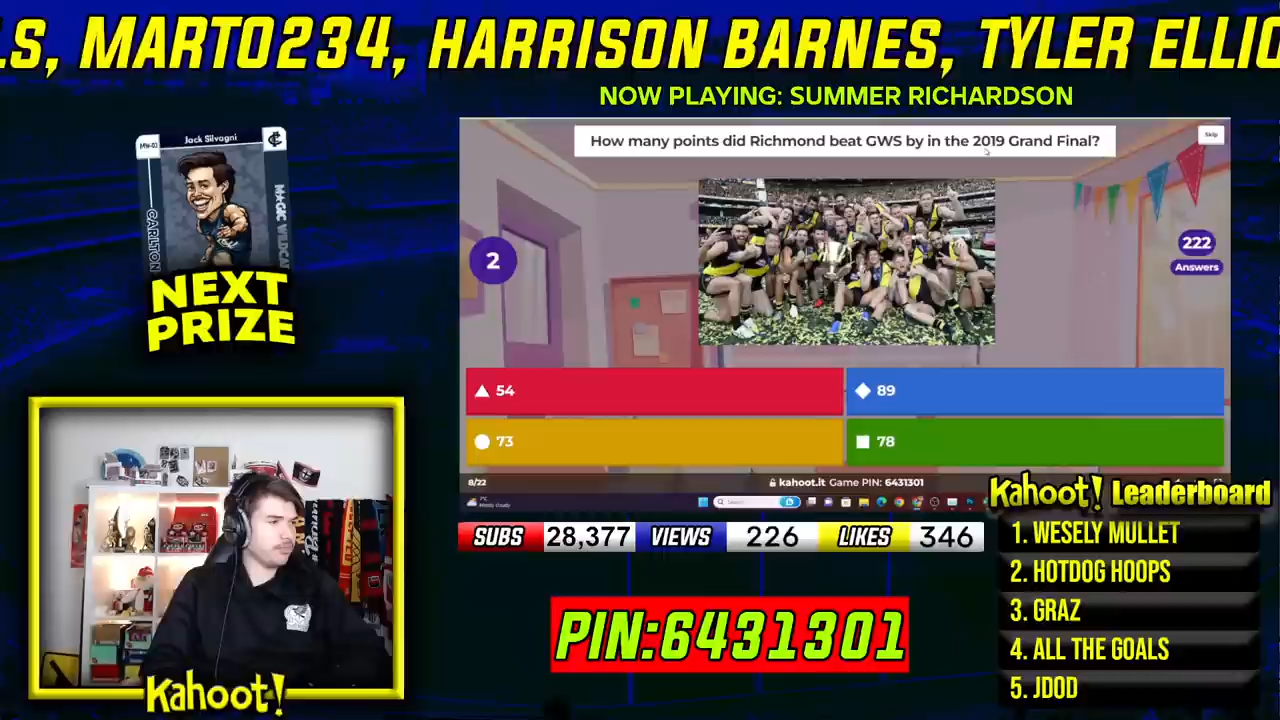 LS, MARTO234, HARRISON BARNES, TYLER ELLIO
NOW PLAYING: SUMMER RICHARDSON
Jack Silvagni
CARLTON
NEXT
PRIZE
How many points did Richmond beat GWS by in the 2019 Grand Final?
Skip
2
222
Answers
54
89
73
78
8/22
kahoot.it Game PIN: 6431301
Search
SUBS 28,377 VIEWS 226 LIKES 346
PIN:6431301
Kahoot! Leaderboard
1. WESELY MULLET
2. HOTDOG HOOPS
3. GRAZ
4. ALL THE GOALS
5. JDOD
Kahoot!